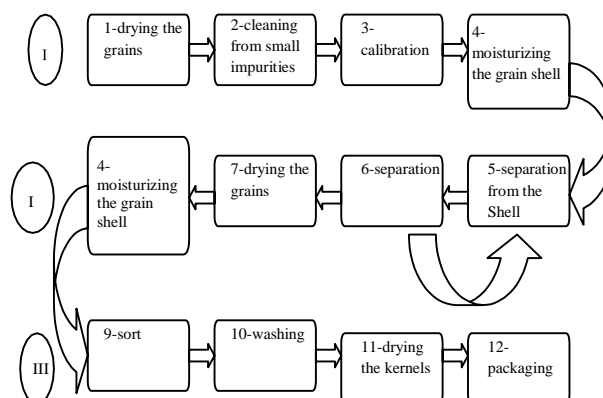 I
1-drying the
grains
2-cleaning
from small
impurities
3-
calibration
4-
moisturizing
the grain shell
I
4-
moisturizing
the grain
shell
7-drying the
grains
6-separation
5-separation
from the
Shell
III
9-sort
10-washing
11-drying
the kernels
12-
packaging